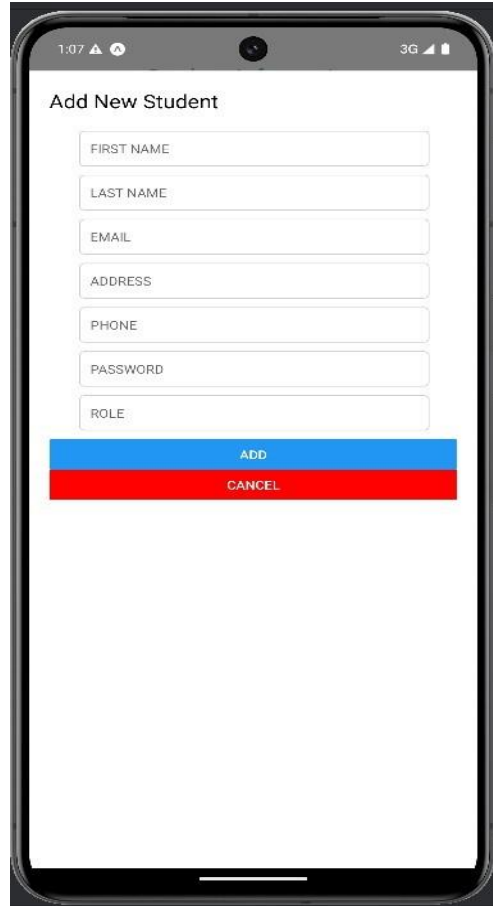 1:07 3G
Add New Student
FIRST NAME
LAST NAME
EMAIL
ADDRESS
PHONE
PASSWORD
ROLE
ADD
CANCEL